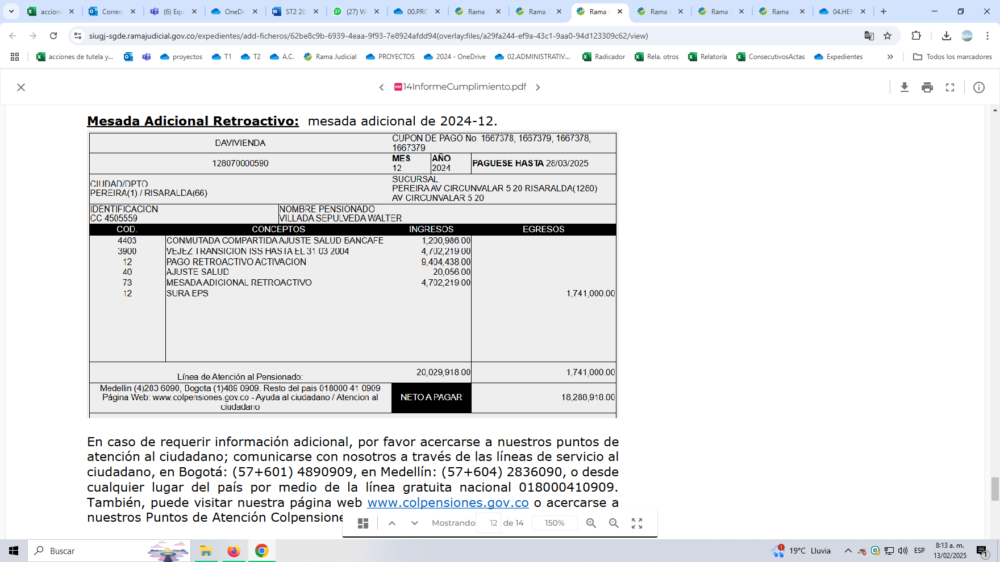 accione
Correo
(6) Equ
OneDr
ST2 20
(27) W
00.PRC
Rama J
Rama J
Rama J
Rama J
Rama J
Rama J
04.HEN
siugj-sgde.ramajudicial.gov.co/expedientes/add-ficheros/62be8c9b-6939-4eaa-9f93-7e8924afdd94(overlay:files/a29fa244-ef9a-43c1-9aa0-94d123309c62/view)
acciones de tutela y...
proyectos
T1
T2
A.C.
Rama Judicial
PROYECTOS
2024 - OneDrive
02.ADMINISTRATIV...
Radicador
Rela. otros
Relatoría
ConsecutivosActas
Expedientes
Todos los marcadores
14InformeCumplimiento.pdf
Mesada Adicional Retroactivo: mesada adicional de 2024-12.
DAVIVIENDA
CUPON DE PAGO No. 1667378, 1667379, 1667378,
1667379
128070000590
MES
12
AÑO
2024
PAGUESE HASTA 28/03/2025
CIUDAD/DPTO
PEREIRA(1) / RISARALDA(66)
SUCURSAL
PEREIRA AV CIRCUNVALAR 5 20 RISARALDA(1280)
AV CIRCUNVALAR 5 20
IDENTIFICACION
CC 4505559
NOMBRE PENSIONADO
VILLADA SEPULVEDA WALTER
COD. CONCEPTOS INGRESOS EGRESOS
4403 CONMUTADA COMPARTIDA AJUSTE SALUD BANCAFE 1,200,986.00
3900 VEJEZ TRANSICION ISS HASTA EL 31 03 2004 4,702,219.00
12 PAGO RETROACTIVO ACTIVACION 9,404,438.00
40 AJUSTE SALUD 20,056.00
73 MESADA ADICIONAL RETROACTIVO 4,702,219.00
12 SURA EPS 1,741,000.00
Línea de Atención al Pensionado: 20,029,918.00 1,741,000.00
Medellin (4)283 6090, Bogota (1)489 0909. Resto del pais 018000 41 0909
Página Web: www.colpensiones.gov.co - Ayuda al ciudadano / Atencion al
ciudadano
NETO A PAGAR 18,288,918.00
En caso de requerir información adicional, por favor acercarse a nuestros puntos de
atención al ciudadano; comunicarse con nosotros a través de las líneas de servicio al
ciudadano, en Bogotá: (57+601) 4890909, en Medellín: (57+604) 2836090, o desde
cualquier lugar del país por medio de la línea gratuita nacional 018000410909.
También, puede visitar nuestra página web www.colpensiones.gov.co o acercarse a
nuestros Puntos de Atención Colpensione
Mostrando 12 de 14 150%
Buscar
1
19°C Lluvia
ESP
8:13 a. m.
13/02/2025
1